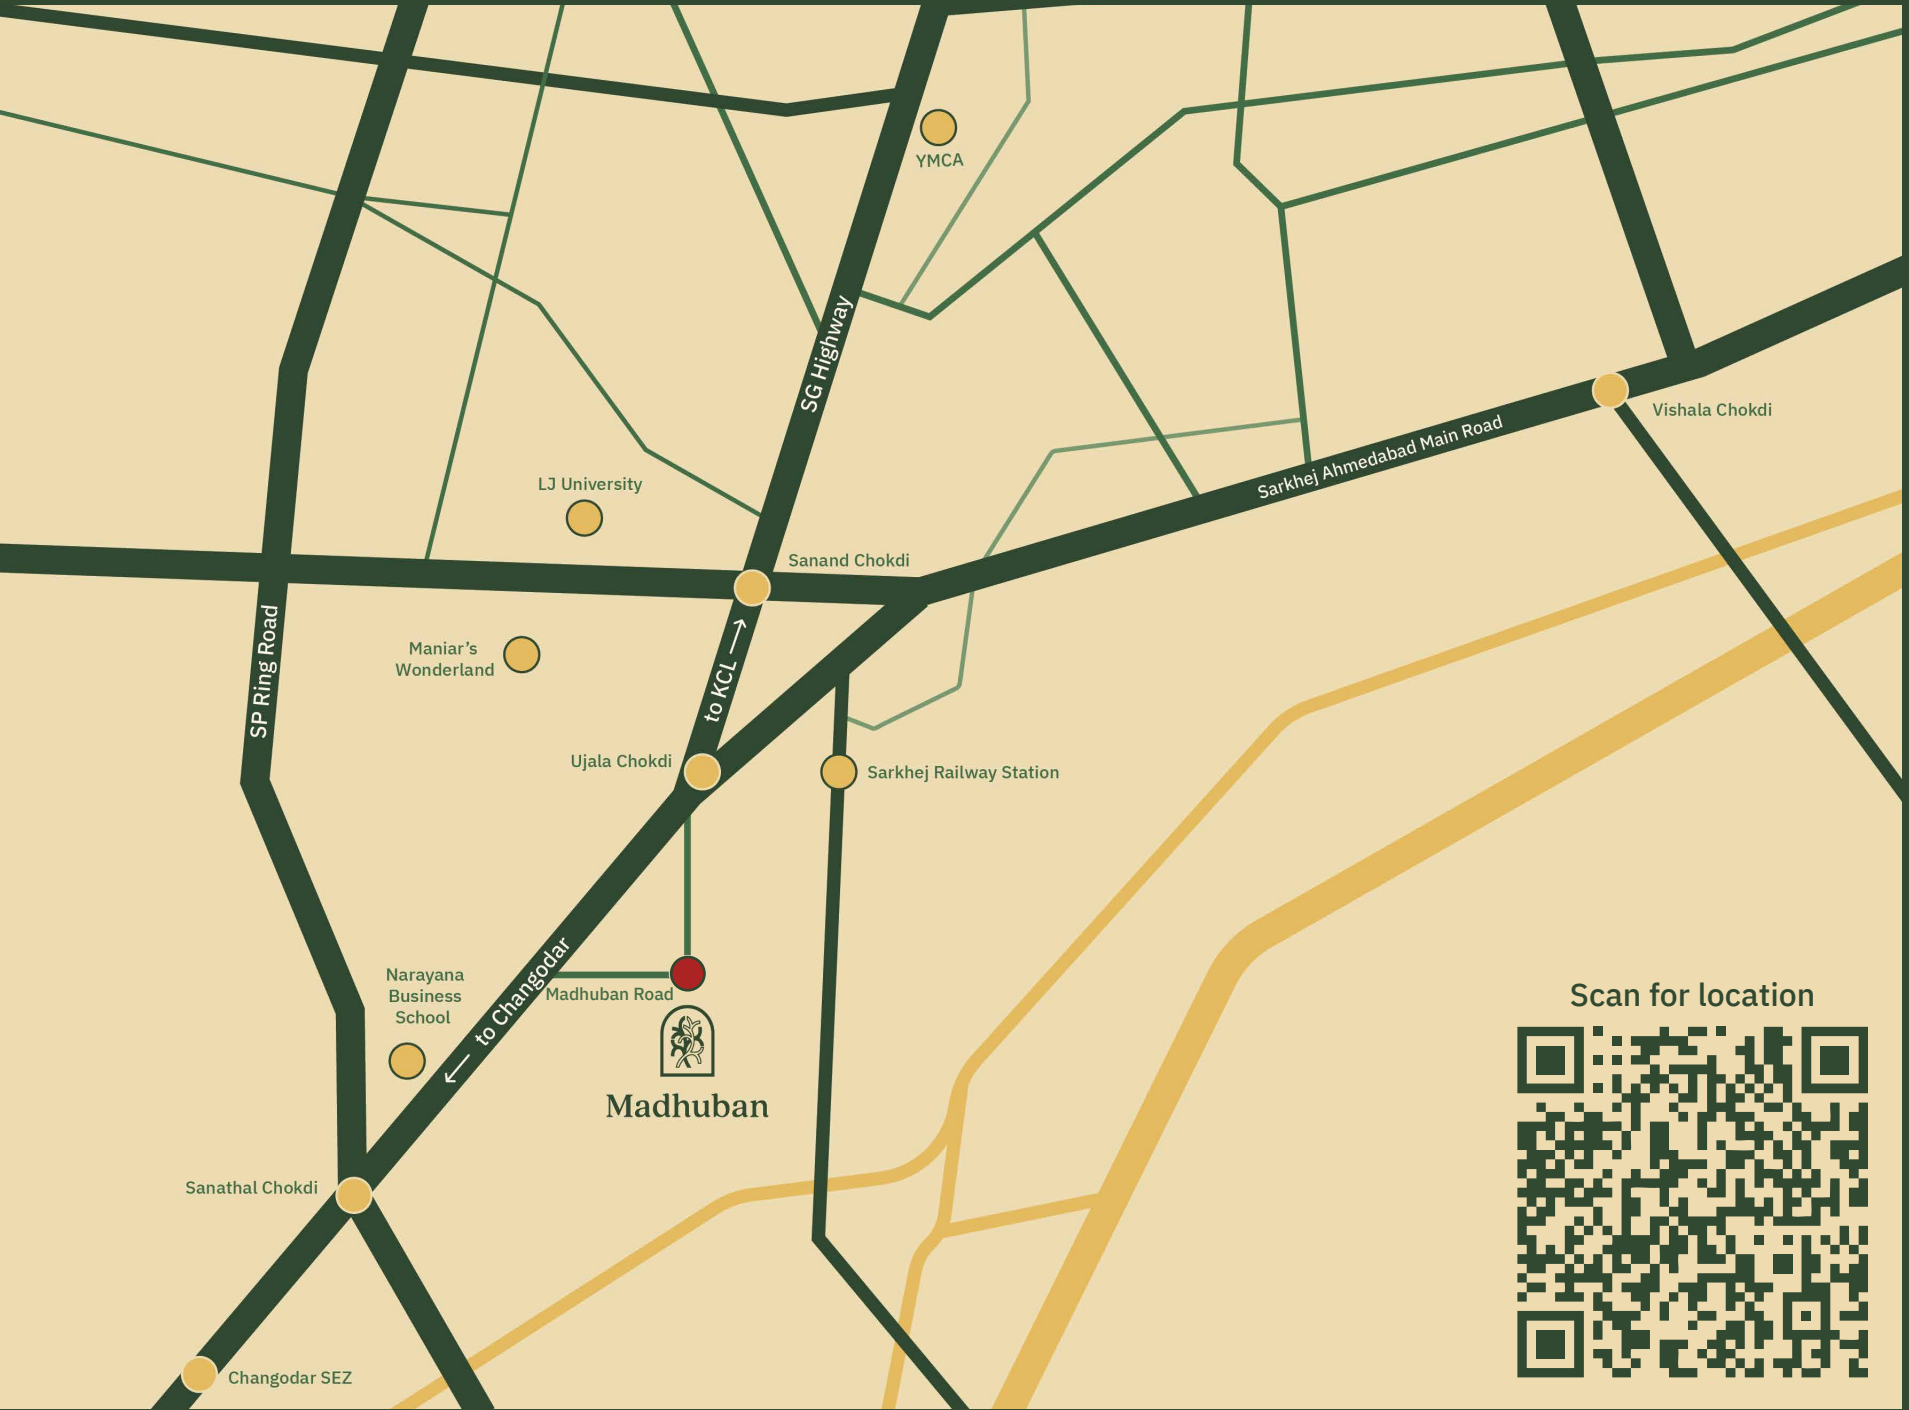 YMCA
SG Highway
Vishala Chokdi
Sarkhej Ahmedabad Main Road
LJ University
Sanand Chokdi
SP Ring Road
Maniar’s
Wonderland
to KCL →
Ujala Chokdi
Sarkhej Railway Station
← to Changodar
Narayana
Business
School
Madhuban Road
Scan for location
Madhuban
Sanathal Chokdi
Changodar SEZ